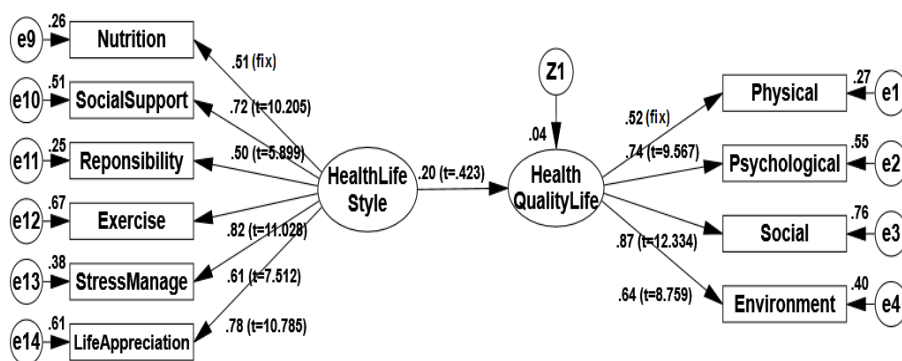 .26
e9
Nutrition
.51 (fix)
.51
e10
SocialSupport
.72 (t=10.205)
.25
e11
Reponsibility
.50 (t=5.899)
.67
e12
Exercise
.82 (t=11.028)
.38
e13
StressManage
.61 (t=7.512)
.61
e14
LifeAppreciation
.78 (t=10.785)
HealthLife
Style
.20 (t=.423)
Z1
.04
Health
QualityLife
.52 (fix)
Physical
.27
e1
.74 (t=9.567)
Psychological
.55
e2
.87 (t=12.334)
Social
.76
e3
.64 (t=8.759)
Environment
.40
e4